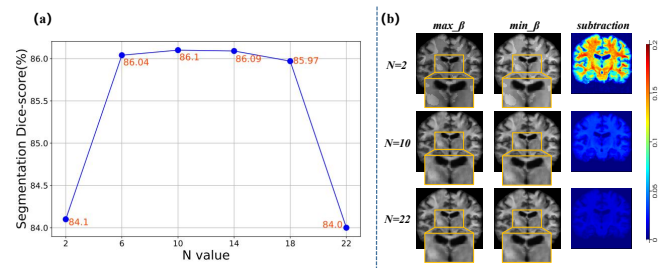 (a)
Segmentation Dice-score(%)
86.0
85.5
85.0
84.5
84.0
84.1
86.04
86.1
86.09
85.97
84.0
2 6 10 14 18 22
N value
(b)
max_β min_β subtraction
N=2
N=10
N=22
0.2
0.15
0.1
0.05
0